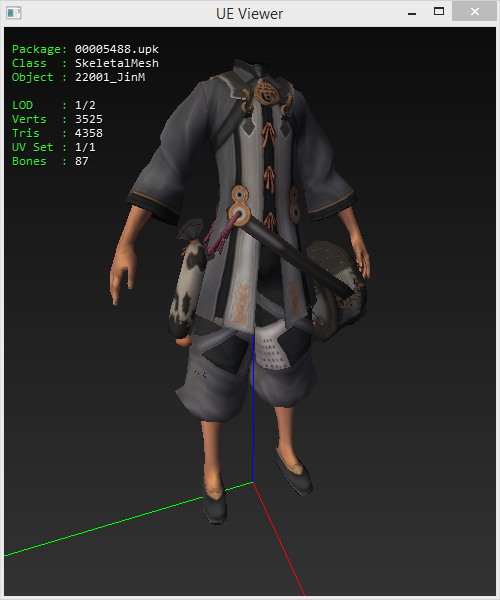 UE Viewer
Package: 00005488.upk
Class : SkeletalMesh
Object : 22001_JinM
LOD : 1/2
Verts : 3525
Tris : 4358
UV Set : 1/1
Bones : 87